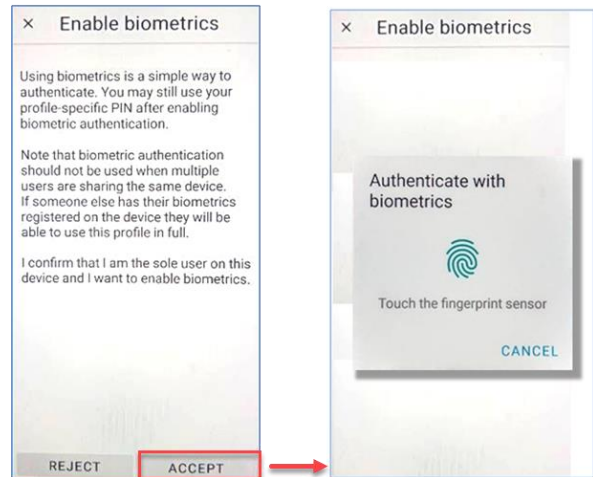 × Enable biometrics
Using biometrics is a simple way to
authenticate. You may still use your
profile-specific PIN after enabling
biometric authentication.
Note that biometric authentication
should not be used when multiple
users are sharing the same device.
If someone else has their biometrics
registered on the device they will be
able to use this profile in full.
I confirm that I am the sole user on this
device and I want to enable biometrics.
REJECT ACCEPT
× Enable biometrics
Authenticate with
biometrics
Touch the fingerprint sensor
CANCEL